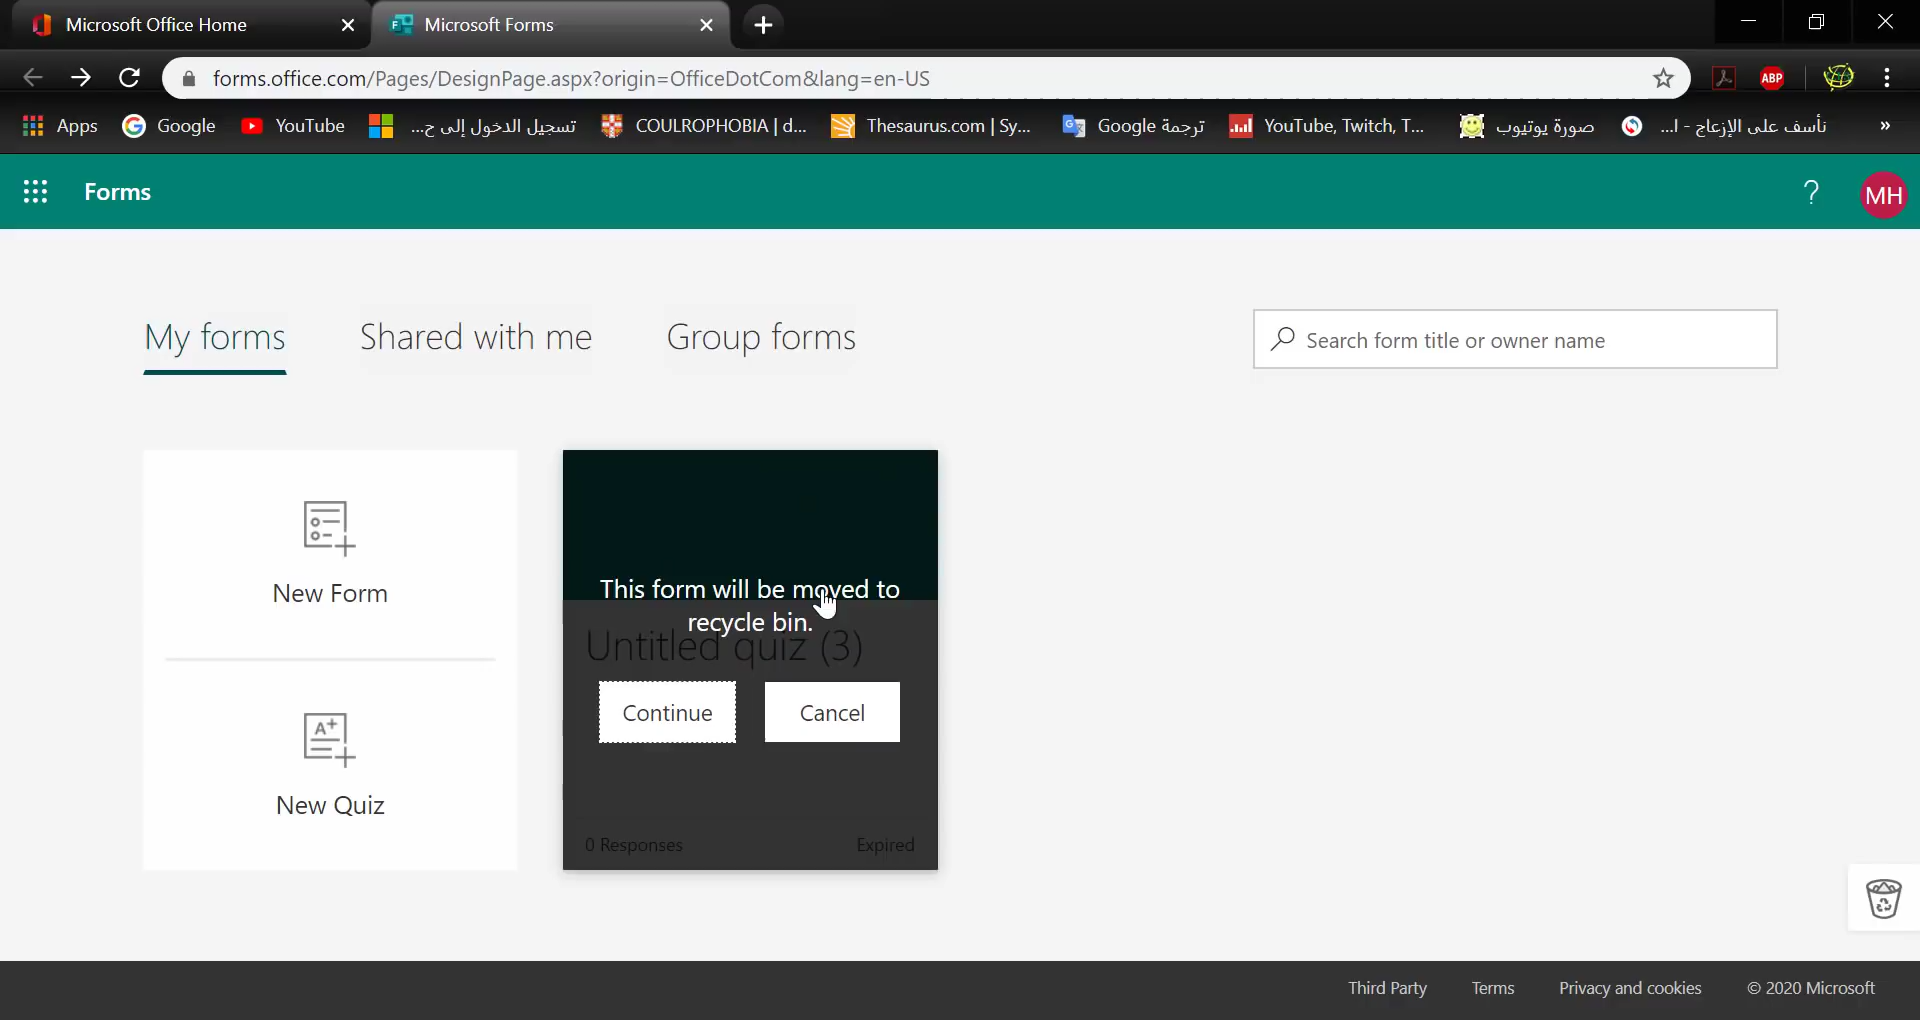 Microsoft Office Home
Microsoft Forms
forms.office.com/Pages/DesignPage.aspx?origin=OfficeDotCom&lang=en-US
ABP
Apps
Google
YouTube
تسجيل الدخول إلى ح...
COULROPHOBIA | d...
Thesaurus.com | Sy...
ترجمة Google
YouTube, Twitch, T...
صورة يوتيوب
نأسف على الإزعاج - ا...
»
Forms
?
MH
My forms
Shared with me
Group forms
Search form title or owner name
New Form
New Quiz
This form will be moved to
recycle bin.
Untitled quiz (3)
Continue
Cancel
0 Responses
Expired
Third Party
Terms
Privacy and cookies
© 2020 Microsoft